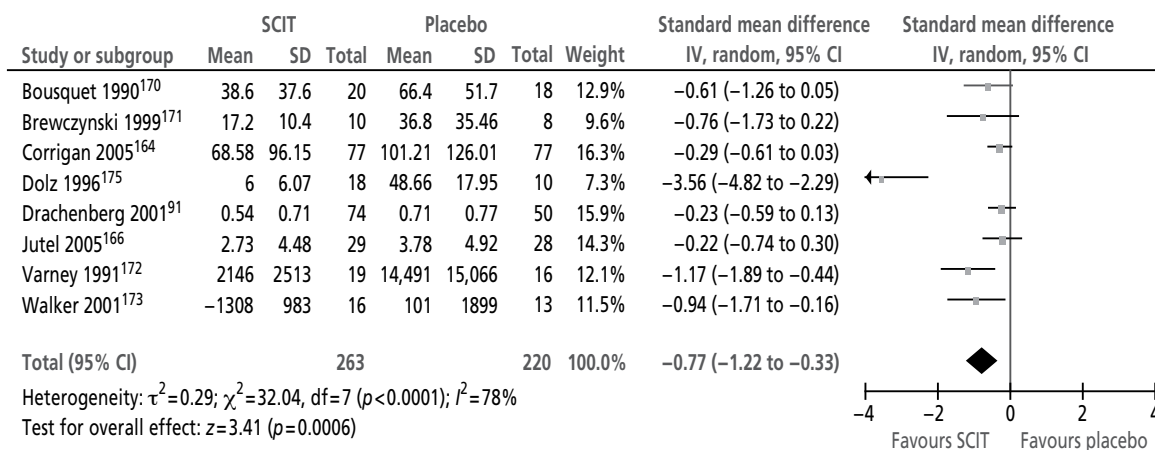 SCIT Placebo Standard mean difference Standard mean difference
Study or subgroup Mean SD Total Mean SD Total Weight IV, random, 95% CI IV, random, 95% CI
Bousquet 1990¹⁷⁰ 38.6 37.6 20 66.4 51.7 18 12.9% −0.61 (−1.26 to 0.05)
Brewczynski 1999¹⁷¹ 17.2 10.4 10 36.8 35.46 8 9.6% −0.76 (−1.73 to 0.22)
Corrigan 2005¹⁶⁴ 68.58 96.15 77 101.21 126.01 77 16.3% −0.29 (−0.61 to 0.03)
Dolz 1996¹⁷⁵ 6 6.07 18 48.66 17.95 10 7.3% −3.56 (−4.82 to −2.29)
Drachenberg 2001⁹¹ 0.54 0.71 74 0.71 0.77 50 15.9% −0.23 (−0.59 to 0.13)
Jutel 2005¹⁶⁶ 2.73 4.48 29 3.78 4.92 28 14.3% −0.22 (−0.74 to 0.30)
Varney 1991¹⁷² 2146 2513 19 14,491 15,066 16 12.1% −1.17 (−1.89 to −0.44)
Walker 2001¹⁷³ −1308 983 16 101 1899 13 11.5% −0.94 (−1.71 to −0.16)
Total (95% CI) 263 220 100.0% −0.77 (−1.22 to −0.33)
Heterogeneity: τ²=0.29; χ²=32.04, df=7 (p<0.0001); I²=78%
Test for overall effect: z=3.41 (p=0.0006)
−4 −2 0 2 4
Favours SCIT Favours placebo